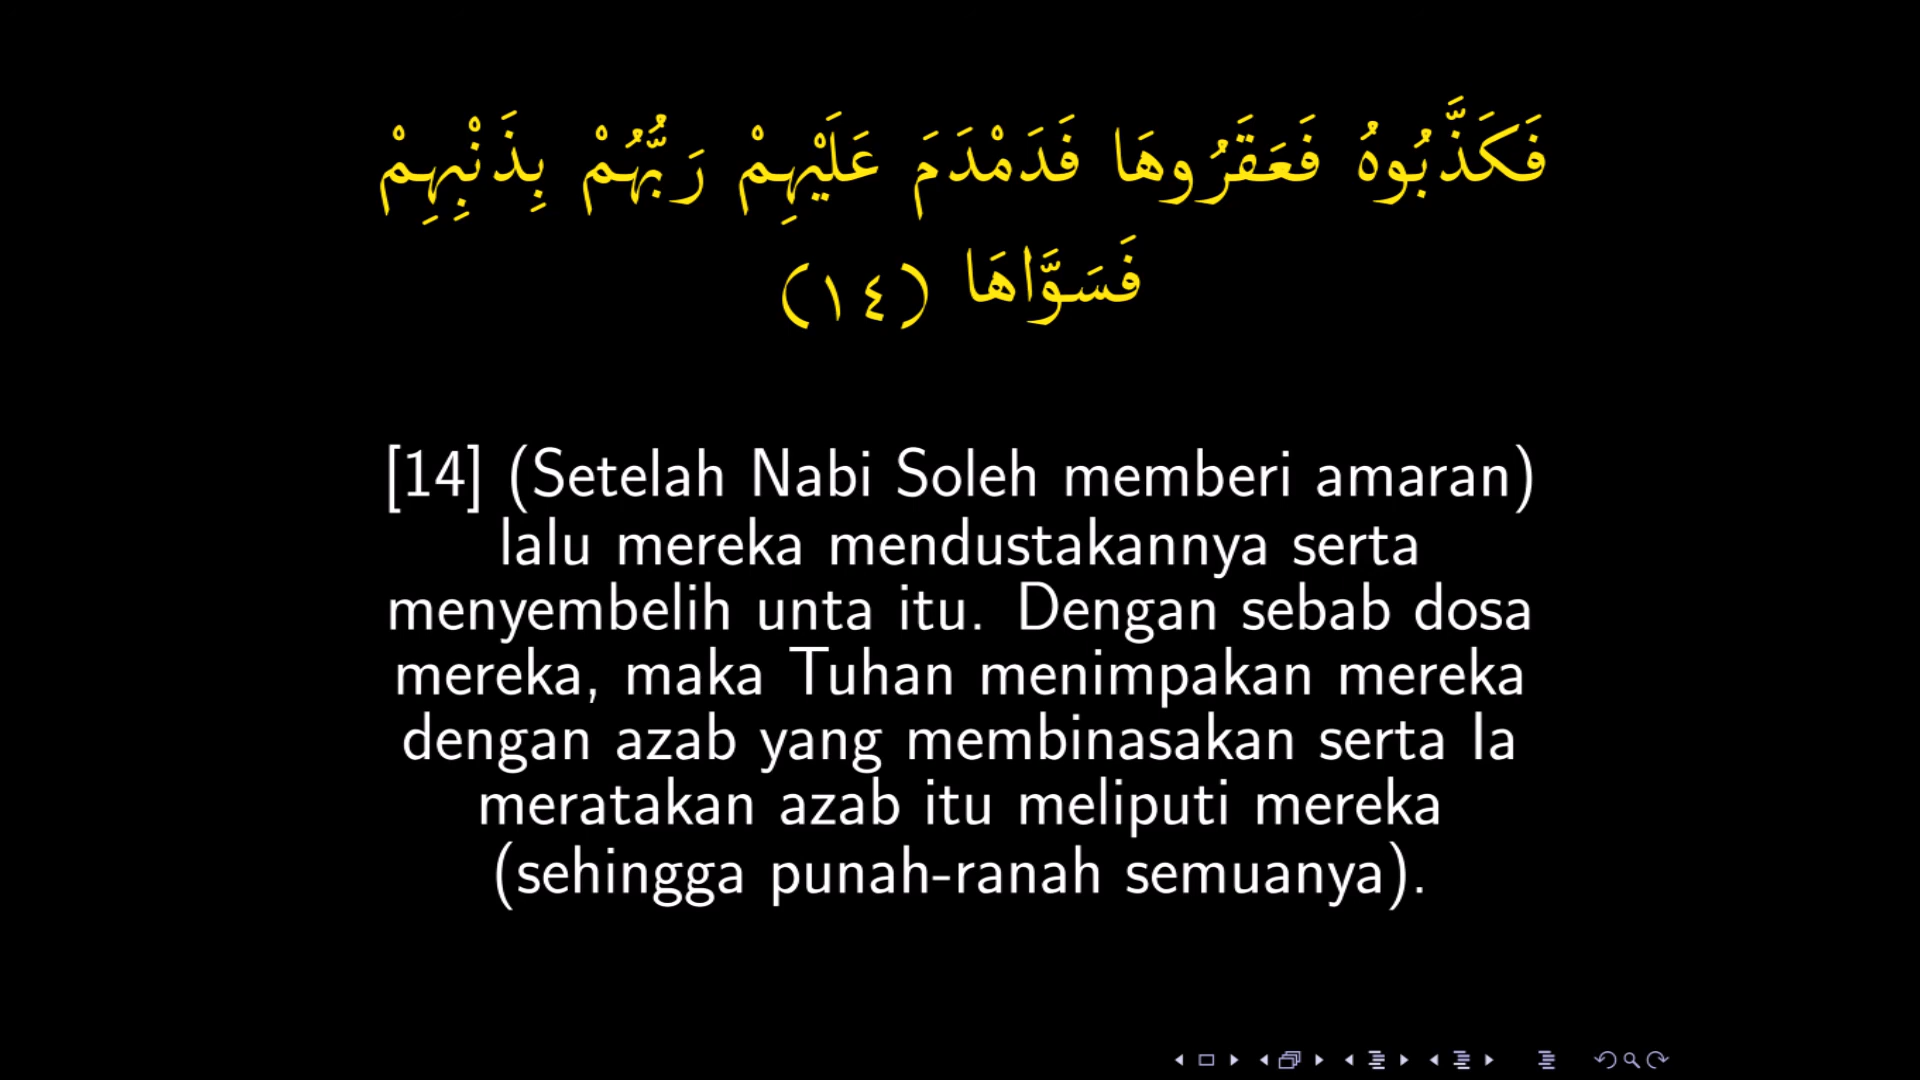 فَكَذَّبُوهُ فَعَقَرُوهَا فَدَمْدَمَ عَلَيْهِمْ رَبُّهُمْ بِذَنْبِهِمْ
فَسَوَّاهَا (١٤)
[14] (Setelah Nabi Soleh memberi amaran)
lalu mereka mendustakannya serta
menyembelih unta itu. Dengan sebab dosa
mereka, maka Tuhan menimpakan mereka
dengan azab yang membinasakan serta Ia
meratakan azab itu meliputi mereka
(sehingga punah-ranah semuanya).